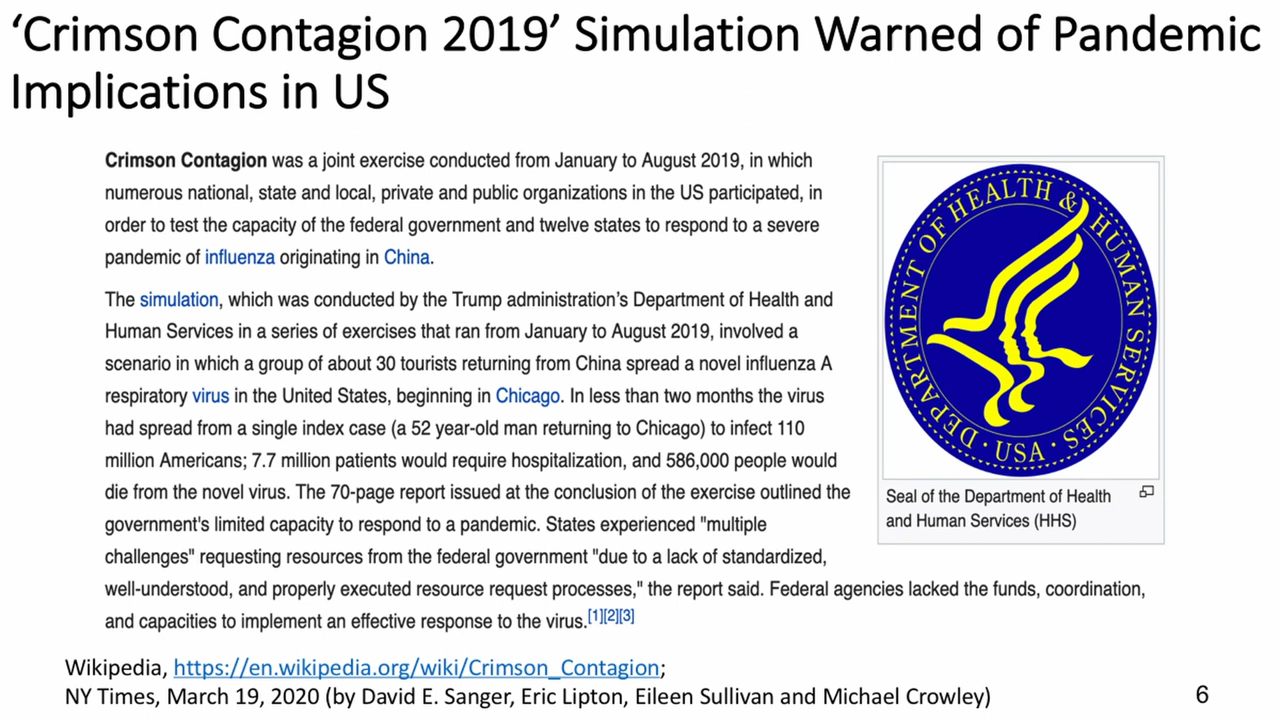 ‘Crimson Contagion 2019’ Simulation Warned of Pandemic
Implications in US
Crimson Contagion was a joint exercise conducted from January to August 2019, in which
numerous national, state and local, private and public organizations in the US participated, in
order to test the capacity of the federal government and twelve states to respond to a severe
pandemic of influenza originating in China.
The simulation, which was conducted by the Trump administration's Department of Health and
Human Services in a series of exercises that ran from January to August 2019, involved a
scenario in which a group of about 30 tourists returning from China spread a novel influenza A
respiratory virus in the United States, beginning in Chicago. In less than two months the virus
had spread from a single index case (a 52 year-old man returning to Chicago) to infect 110
million Americans; 7.7 million patients would require hospitalization, and 586,000 people would
die from the novel virus. The 70-page report issued at the conclusion of the exercise outlined the
government's limited capacity to respond to a pandemic. States experienced "multiple
challenges" requesting resources from the federal government "due to a lack of standardized,
well-understood, and properly executed resource request processes," the report said. Federal agencies lacked the funds, coordination,
and capacities to implement an effective response to the virus.[1][2][3]
DEPARTMENT OF HEALTH & HUMAN SERVICES · USA ·
Seal of the Department of Health
and Human Services (HHS)
Wikipedia, https://en.wikipedia.org/wiki/Crimson_Contagion;
NY Times, March 19, 2020 (by David E. Sanger, Eric Lipton, Eileen Sullivan and Michael Crowley)
6